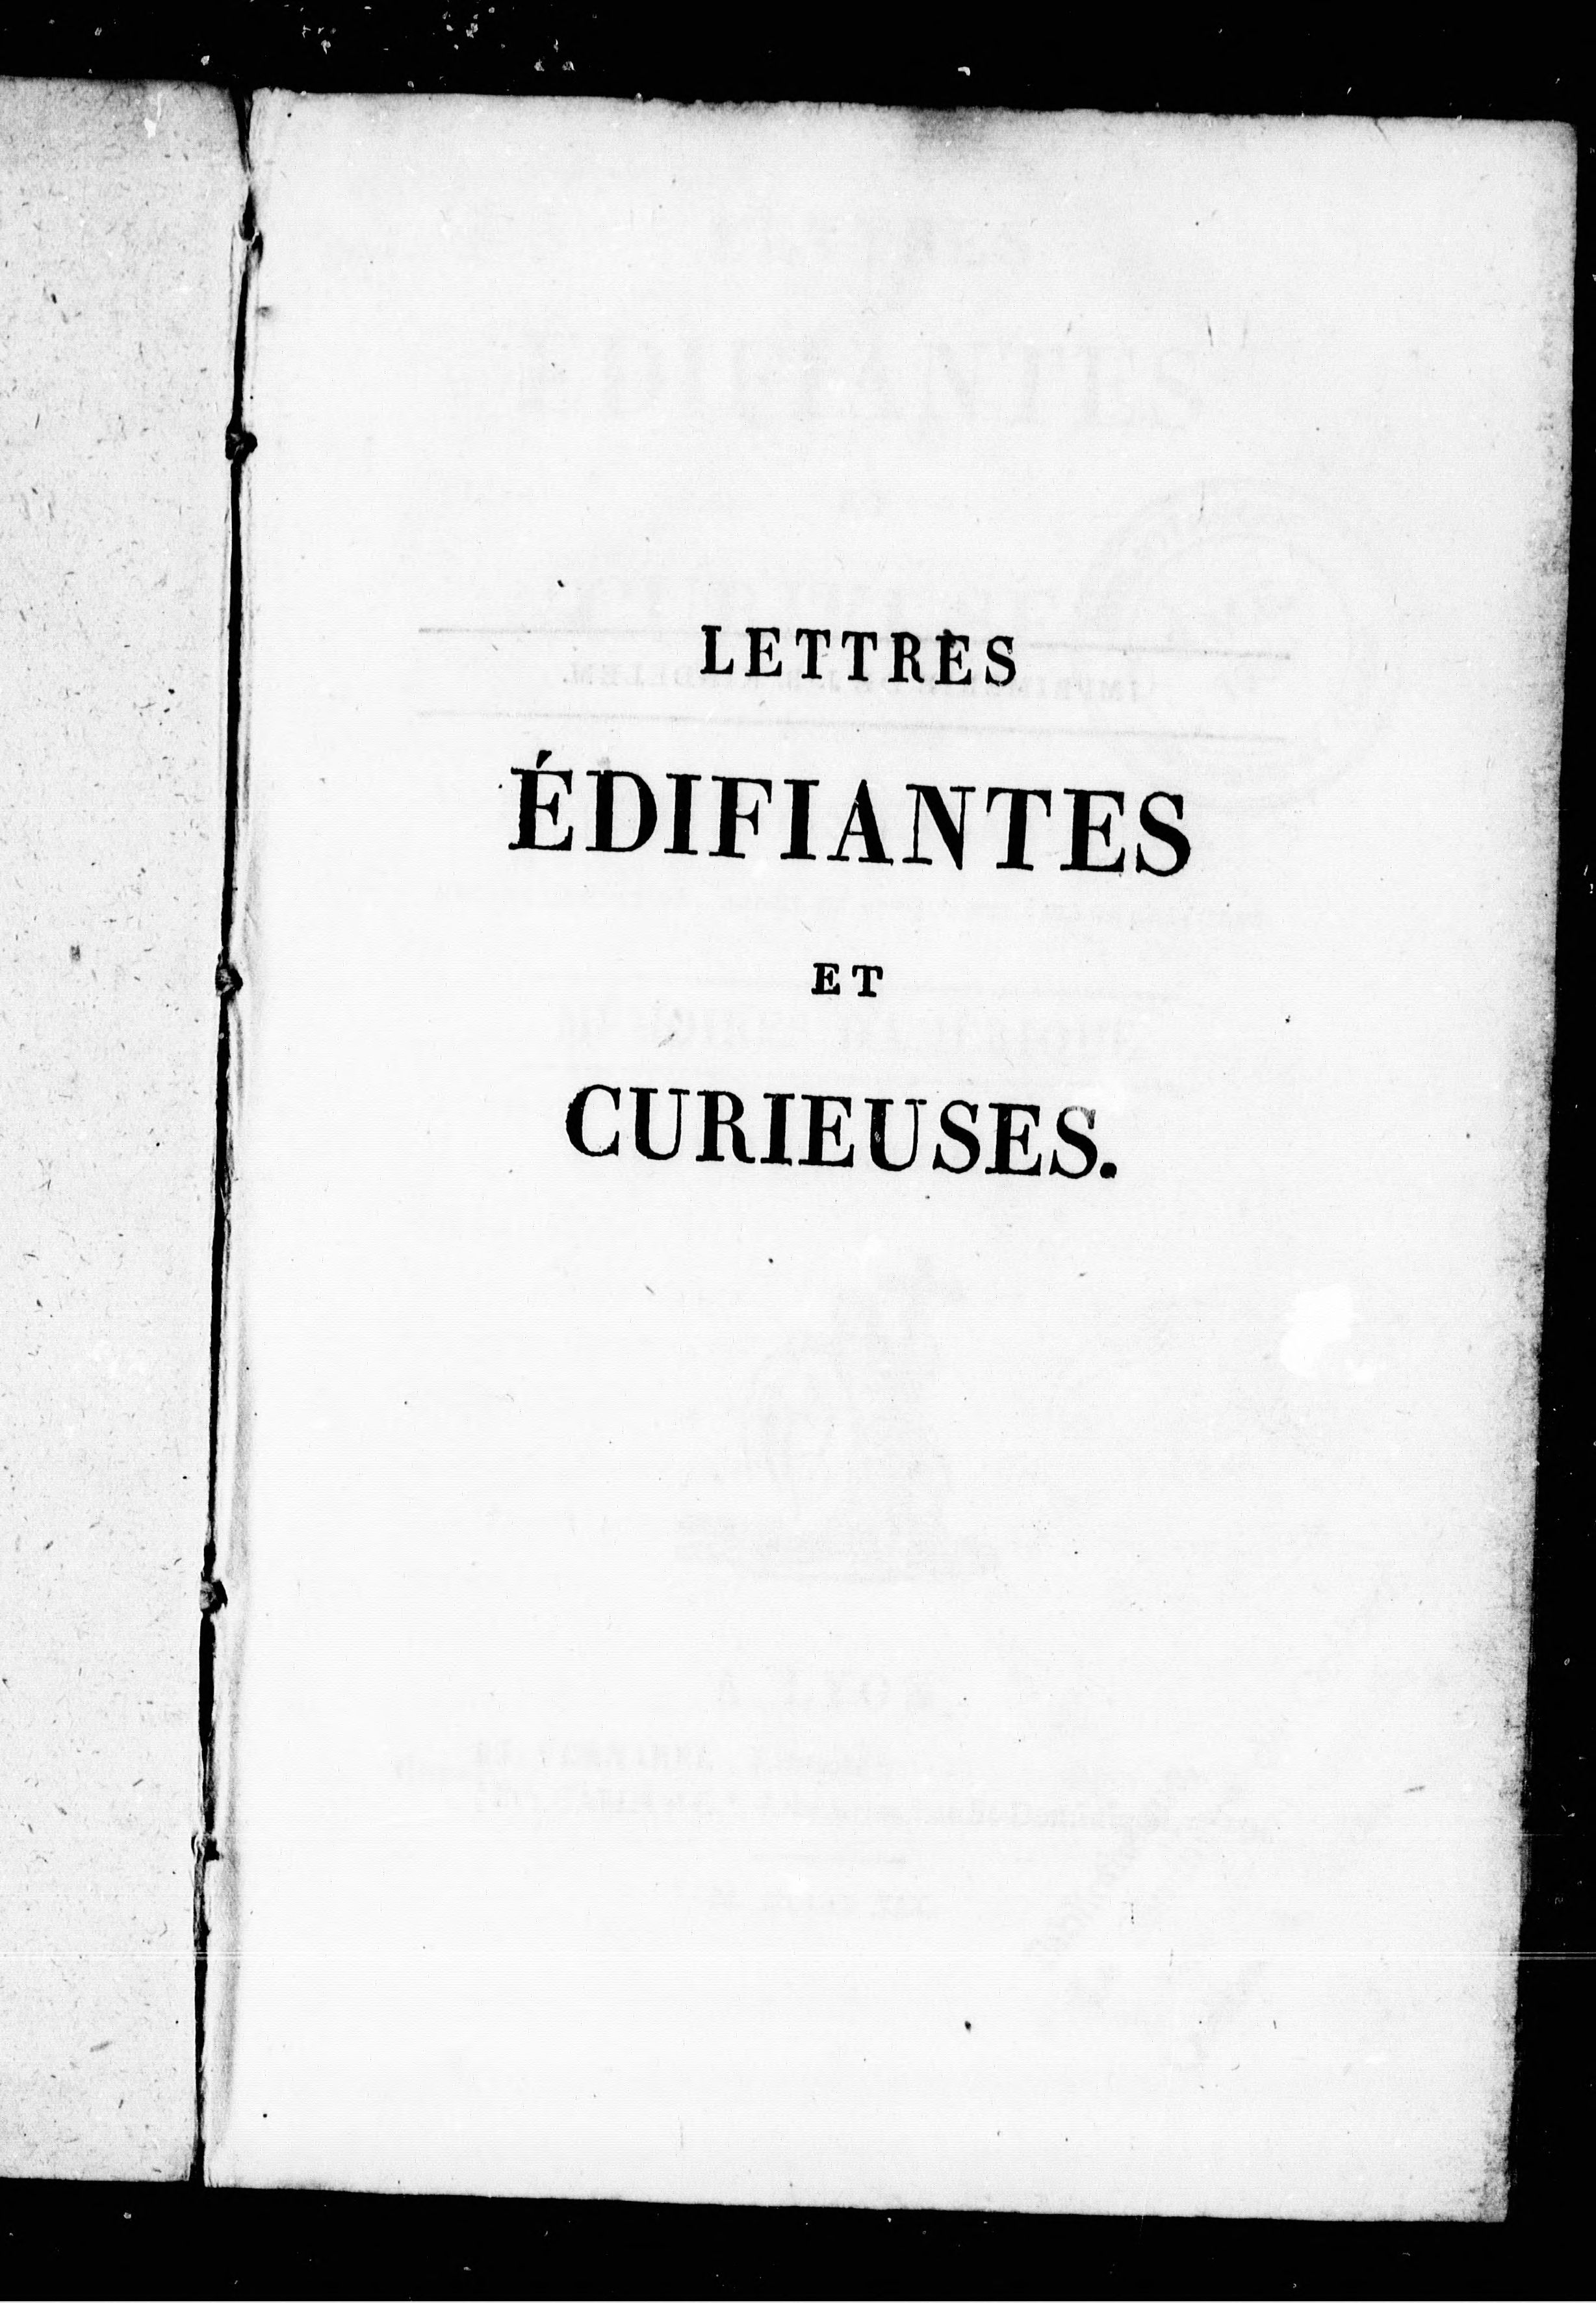 LETTRES
ÉDIFIANTES
ET
CURIEUSES.